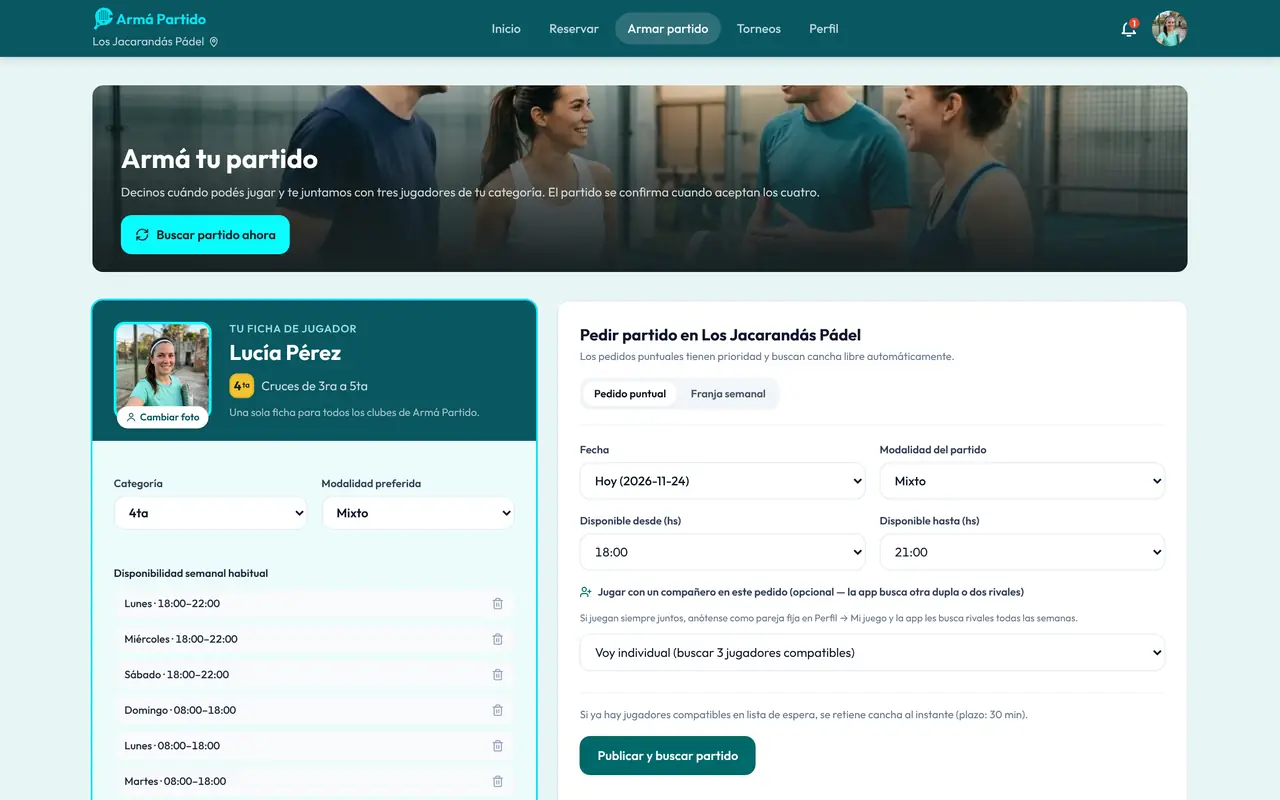 Armá Partido
Los Jacarandás Pádel
Inicio
Reservar
Armar partido
Torneos
Perfil
1
Armá tu partido
Decinos cuándo podés jugar y te juntamos con tres jugadores de tu categoría. El partido se confirma cuando aceptan los cuatro.
Buscar partido ahora
TU FICHA DE JUGADOR
Lucía Pérez
4ta Cruces de 3ra a 5ta
Una sola ficha para todos los clubes de Armá Partido.
Cambiar foto
Categoría
Modalidad preferida
4ta
Mixto
Disponibilidad semanal habitual
Lunes · 18:00–22:00
Miércoles · 18:00–22:00
Sábado · 18:00–22:00
Domingo · 08:00–18:00
Lunes · 08:00–18:00
Martes · 08:00–18:00
Pedir partido en Los Jacarandás Pádel
Los pedidos puntuales tienen prioridad y buscan cancha libre automáticamente.
Pedido puntual
Franja semanal
Fecha
Modalidad del partido
Hoy (2026-11-24)
Mixto
Disponible desde (hs)
Disponible hasta (hs)
18:00
21:00
Jugar con un compañero en este pedido (opcional — la app busca otra dupla o dos rivales)
Si juegan siempre juntos, anótense como pareja fija en Perfil → Mi juego y la app les busca rivales todas las semanas.
Voy individual (buscar 3 jugadores compatibles)
Si ya hay jugadores compatibles en lista de espera, se retiene cancha al instante (plazo: 30 min).
Publicar y buscar partido